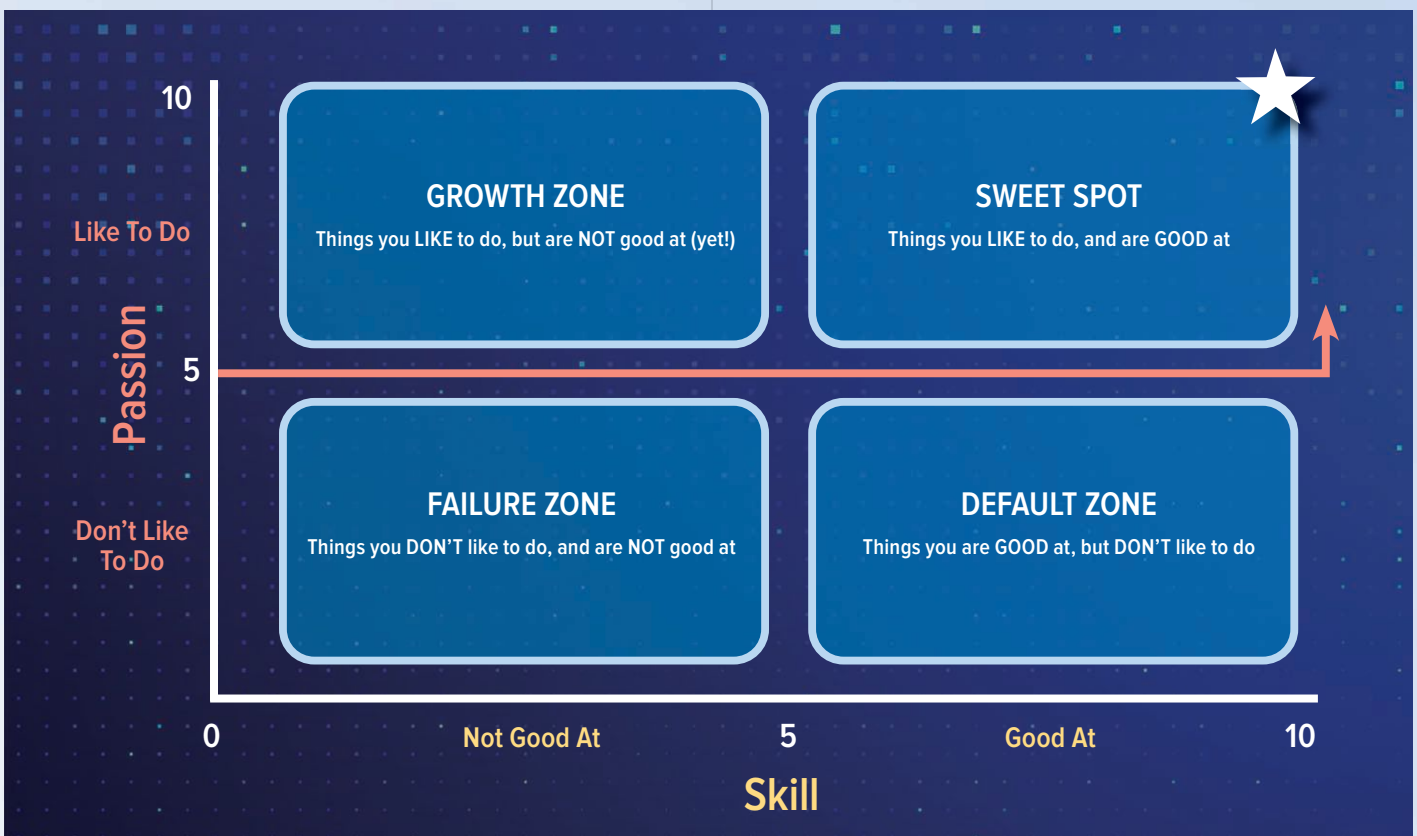 10
GROWTH ZONE
Things you LIKE to do, but are NOT good at (yet!)
SWEET SPOT
Things you LIKE to do, and are GOOD at
Like To Do
Passion
5
FAILURE ZONE
Things you DON’T like to do, and are NOT good at
DEFAULT ZONE
Things you are GOOD at, but DON’T like to do
Don’t Like
To Do
0
Not Good At
5
Good At
10
Skill